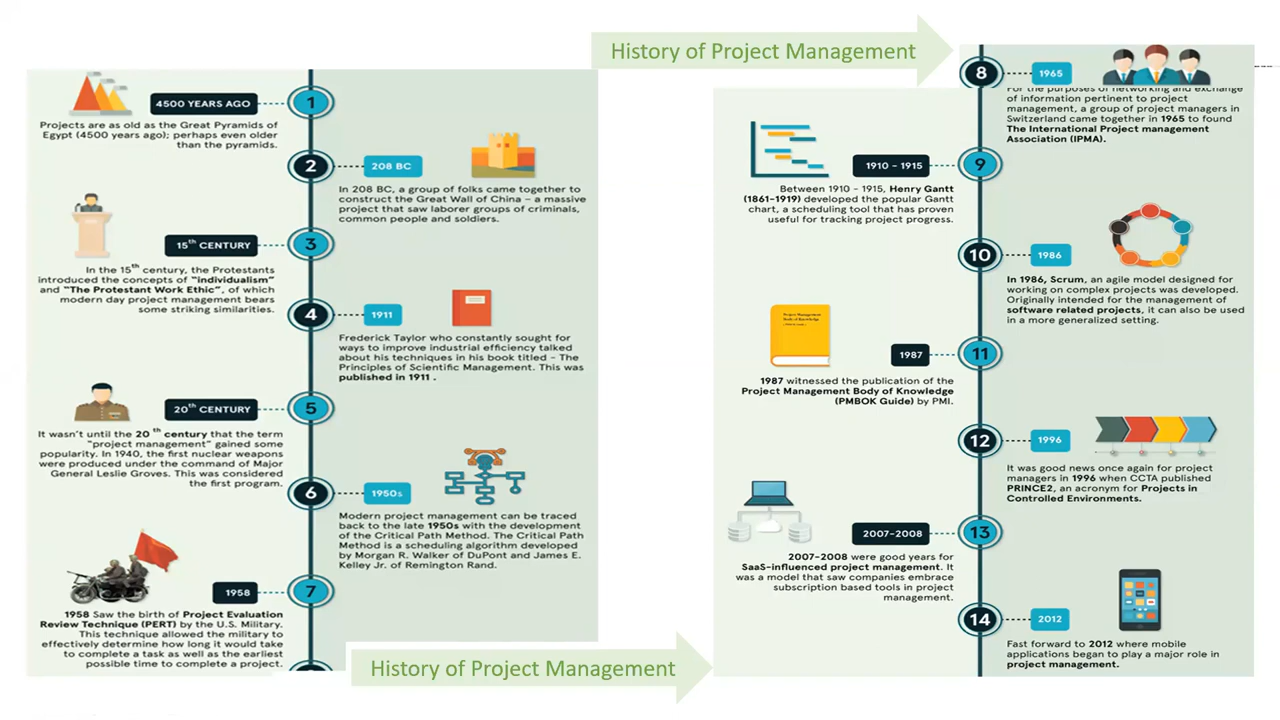 History of Project Management
1
4500 YEARS AGO
Projects are as old as the Great Pyramids of
Egypt (4500 years ago); perhaps even older
than the pyramids.
2
208 BC
In 208 BC, a group of folks came together to
construct the Great Wall of China – a massive
project that saw laborer groups of criminals,
common people and soldiers.
3
15th CENTURY
In the 15th century, the Protestants
introduced the concepts of "individualism"
and "The Protestant Work Ethic", of which
modern day project management bears
some striking similarities.
4
1911
Frederick Taylor who constantly sought for
ways to improve industrial efficiency talked
about his techniques in his book titled – The
Principles of Scientific Management. This was
published in 1911 .
5
20th CENTURY
It wasn't until the 20 th century that the term
"project management" gained some
popularity. In 1940, the first nuclear weapons
were produced under the command of Major
General Leslie Groves. This was considered
the first program.
6
1950s
Modern project management can be traced
back to the late 1950s with the development
of the Critical Path Method. The Critical Path
Method is a scheduling algorithm developed
by Morgan R. Walker of DuPont and James E.
Kelley Jr. of Remington Rand.
7
1958
1958 Saw the birth of Project Evaluation
Review Technique (PERT) by the U.S. Military.
This technique allowed the military to
effectively determine how long it would take
to complete a task as well as the earliest
possible time to complete a project.
History of Project Management
8
1965
For the purposes of networking and exchange
of information pertinent to project
management, a group of project managers in
Switzerland came together in 1965 to found
The International Project management
Association (IPMA).
9
1910 - 1915
Between 1910 - 1915, Henry Gantt
(1861-1919) developed the popular Gantt
chart, a scheduling tool that has proven
useful for tracking project progress.
10
1986
In 1986, Scrum, an agile model designed for
working on complex projects was developed.
Originally intended for the management of
software related projects, it can also be used
in a more generalized setting.
Project Management
Body of Knowledge
11
1987
1987 witnessed the publication of the
Project Management Body of Knowledge
(PMBOK Guide) by PMI.
12
1996
It was good news once again for project
managers in 1996 when CCTA published
PRINCE2, an acronym for Projects in
Controlled Environments.
13
2007-2008
2007-2008 were good years for
SaaS-influenced project management. It
was a model that saw companies embrace
subscription based tools in project
management.
14
2012
Fast forward to 2012 where mobile
applications began to play a major role in
project management.